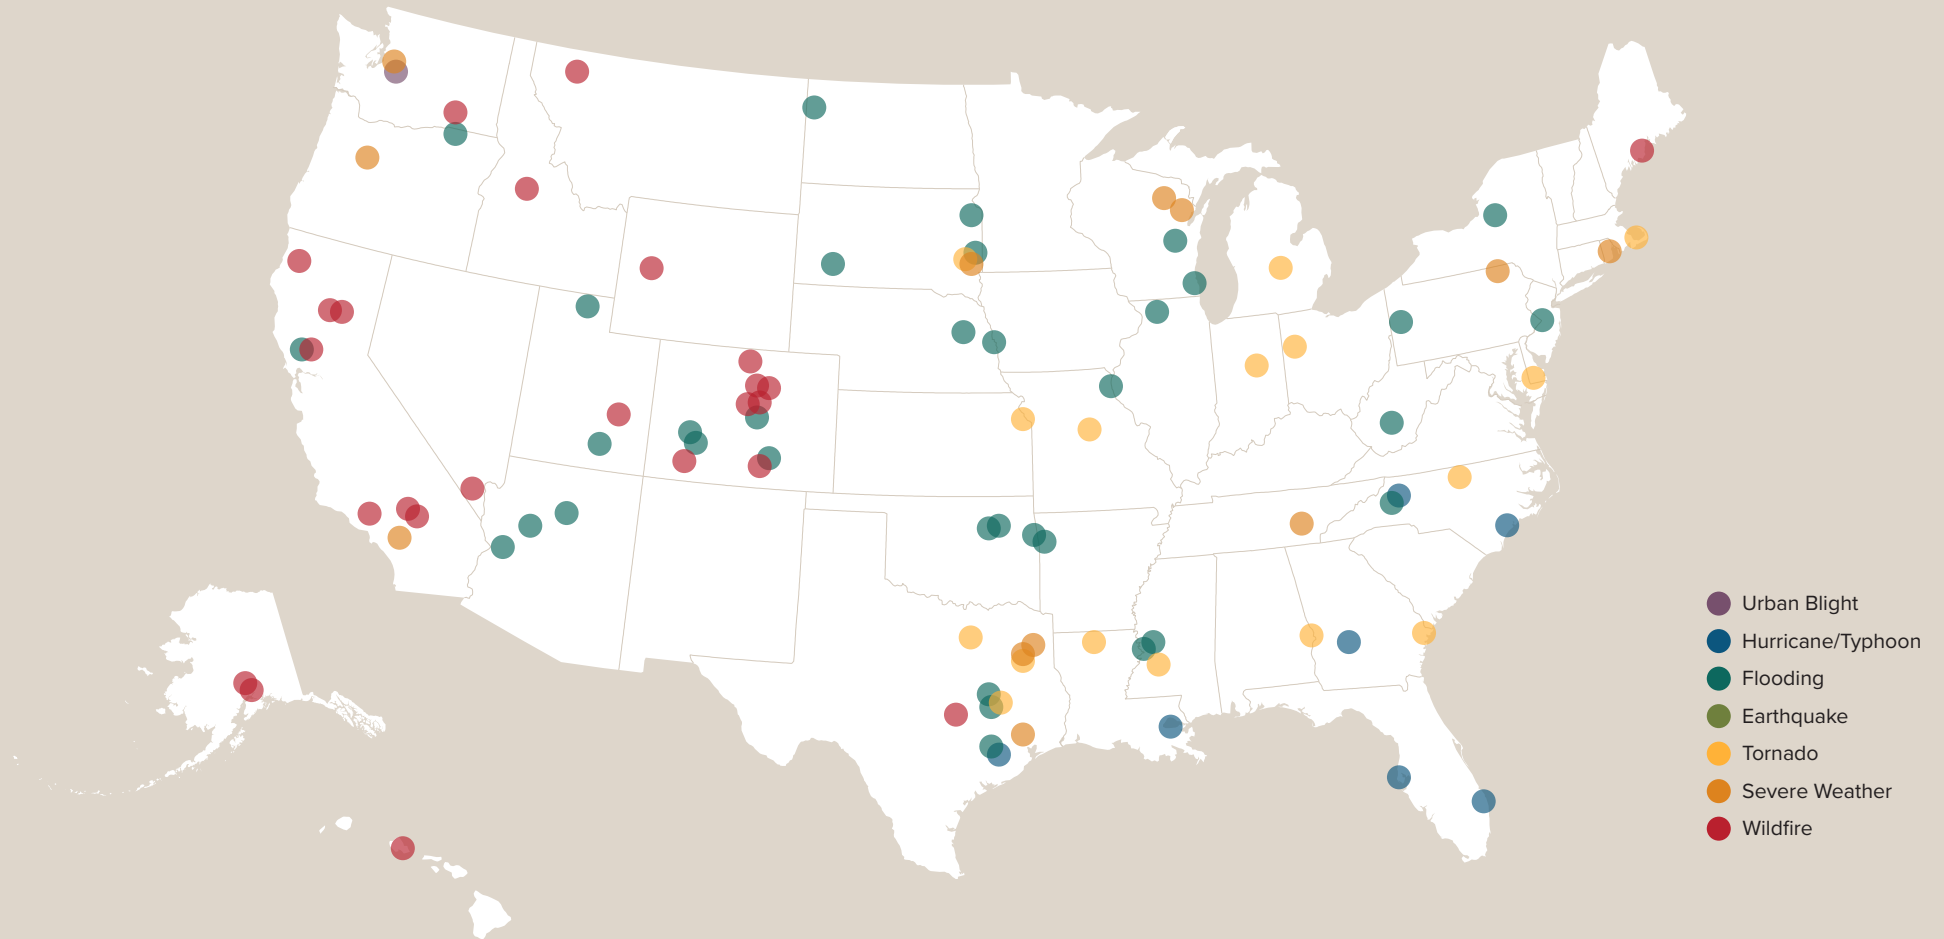 Urban Blight
Hurricane/Typhoon
Flooding
Earthquake
Tornado
Severe Weather
Wildfire